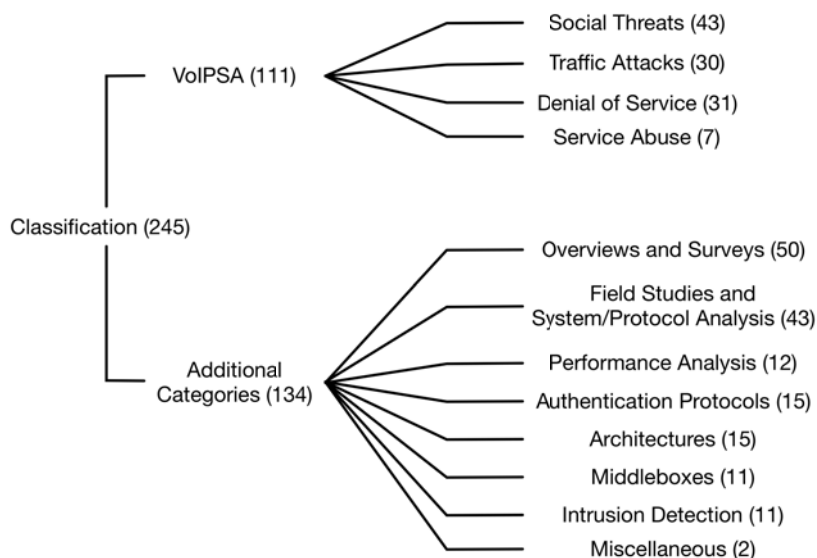 Classification (245)
VoIPSA (111)
Social Threats (43)
Traffic Attacks (30)
Denial of Service (31)
Service Abuse (7)
Additional
Categories (134)
Overviews and Surveys (50)
Field Studies and
System/Protocol Analysis (43)
Performance Analysis (12)
Authentication Protocols (15)
Architectures (15)
Middleboxes (11)
Intrusion Detection (11)
Miscellaneous (2)